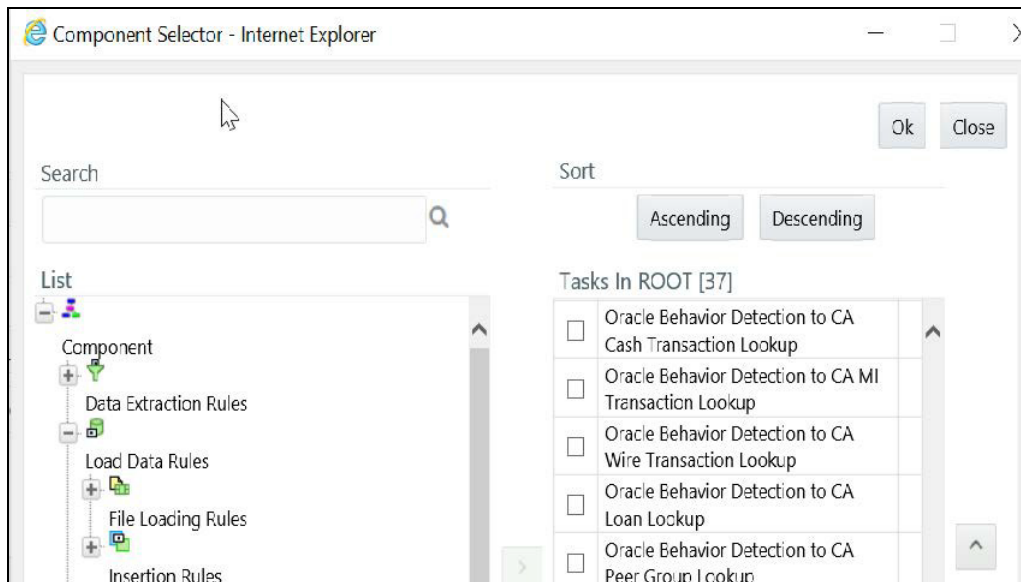 Component Selector - Internet Explorer
Ok
Close
Search
Sort
Ascending
Descending
List
Tasks In ROOT [37]
Component
Data Extraction Rules
Load Data Rules
File Loading Rules
Insertion Rules
Oracle Behavior Detection to CA
Cash Transaction Lookup
Oracle Behavior Detection to CA MI
Transaction Lookup
Oracle Behavior Detection to CA
Wire Transaction Lookup
Oracle Behavior Detection to CA
Loan Lookup
Oracle Behavior Detection to CA
Peer Group Lookup